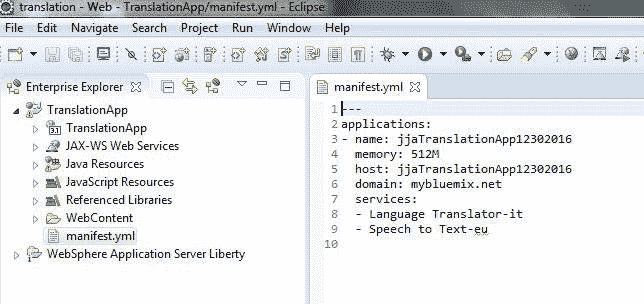 translation - Web - TranslationApp/manifest.yml - Eclipse
File Edit Navigate Search Project Run Window Help
Enterprise Explorer
TranslationApp
TranslationApp
3.1
JAX-WS Web Services
Java Resources
JavaScript Resources
Referenced Libraries
WebContent
manifest.yml
WebSphere Application Server Liberty
manifest.yml
1 ---
2 applications:
3 - name: jjaTranslationApp12302016
4 memory: 512M
5 host: jjaTranslationApp12302016
6 domain: mybluemix.net
7 services:
8 - Language Translator-it
9 - Speech to Text-eu
10